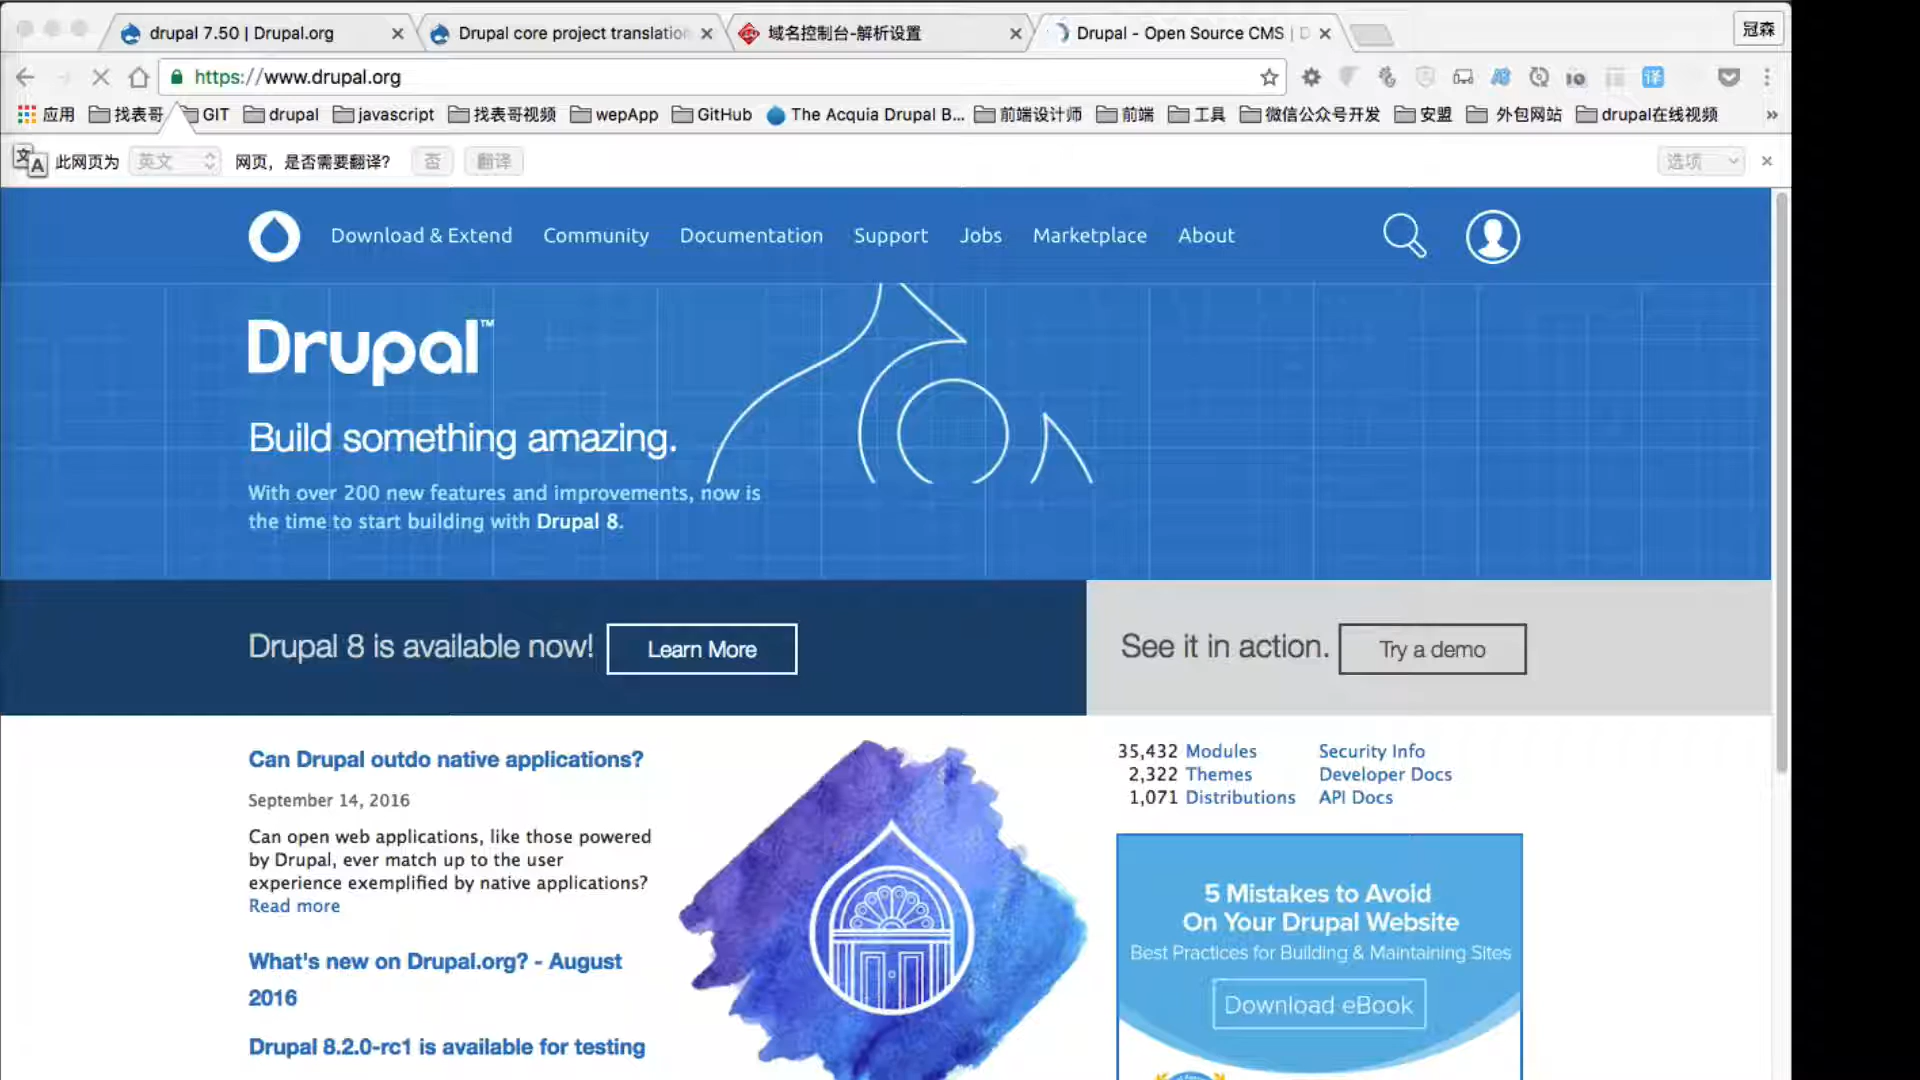 drupal 7.50 | Drupal.org
Drupal core project translatio
域名控制台-解析设置
Drupal - Open Source CMS | D
冠森
https://www.drupal.org
应用 找表哥 GIT drupal javascript 找表哥视频 wepApp GitHub The Acquia Drupal B... 前端设计师 前端 工具 微信公众号开发 安盟 外包网站 drupal在线视频 »
此网页为 英文 网页，是否需要翻译? 否 翻译 选项
Download & Extend Community Documentation Support Jobs Marketplace About
Drupal™
Build something amazing.
With over 200 new features and improvements, now is
the time to start building with Drupal 8.
Drupal 8 is available now! Learn More
See it in action. Try a demo
Can Drupal outdo native applications?
September 14, 2016
Can open web applications, like those powered
by Drupal, ever match up to the user
experience exemplified by native applications?
Read more
What's new on Drupal.org? - August
2016
Drupal 8.2.0-rc1 is available for testing
35,432 Modules Security Info
2,322 Themes Developer Docs
1,071 Distributions API Docs
5 Mistakes to Avoid
On Your Drupal Website
Best Practices for Building & Maintaining Sites
Download eBook